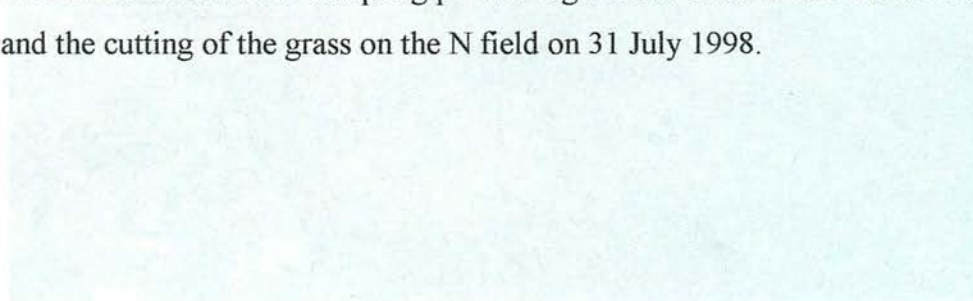 and the cutting of the grass on the N field on 31 July 1998.